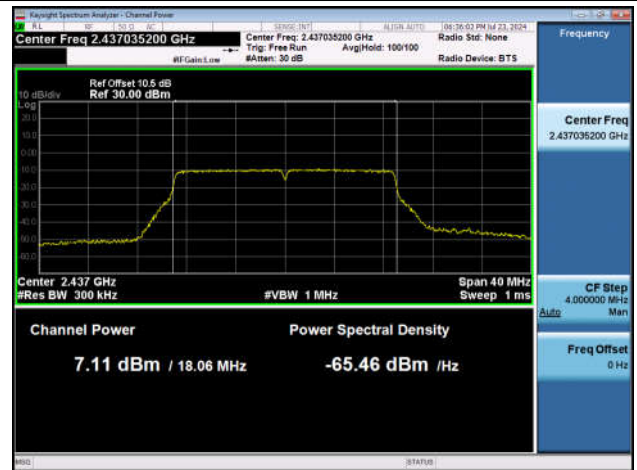 Keysight Spectrum Analyzer - Channel Power
RL RF 50 Ω AC SENSE:INT ALIGN AUTO 06:36:02 PM Jul 23, 2024
Center Freq 2.437035200 GHz
Center Freq: 2.437035200 GHz
Radio Std: None
Trig: Free Run Avg|Hold: 100/100
#IFGain:Low #Atten: 30 dB Radio Device: BTS
Ref Offset 10.5 dB
10 dB/div Ref 30.00 dBm
Log
20.0
10.0
0.00
-10.0
-20.0
-30.0
-40.0
-50.0
-60.0
Center 2.437 GHz Span 40 MHz
#Res BW 300 kHz #VBW 1 MHz Sweep 1 ms
Channel Power Power Spectral Density
7.11 dBm / 18.06 MHz -65.46 dBm /Hz
MSG STATUS
Frequency
Center Freq
2.437035200 GHz
CF Step
4.000000 MHz
Auto Man
Freq Offset
0 Hz